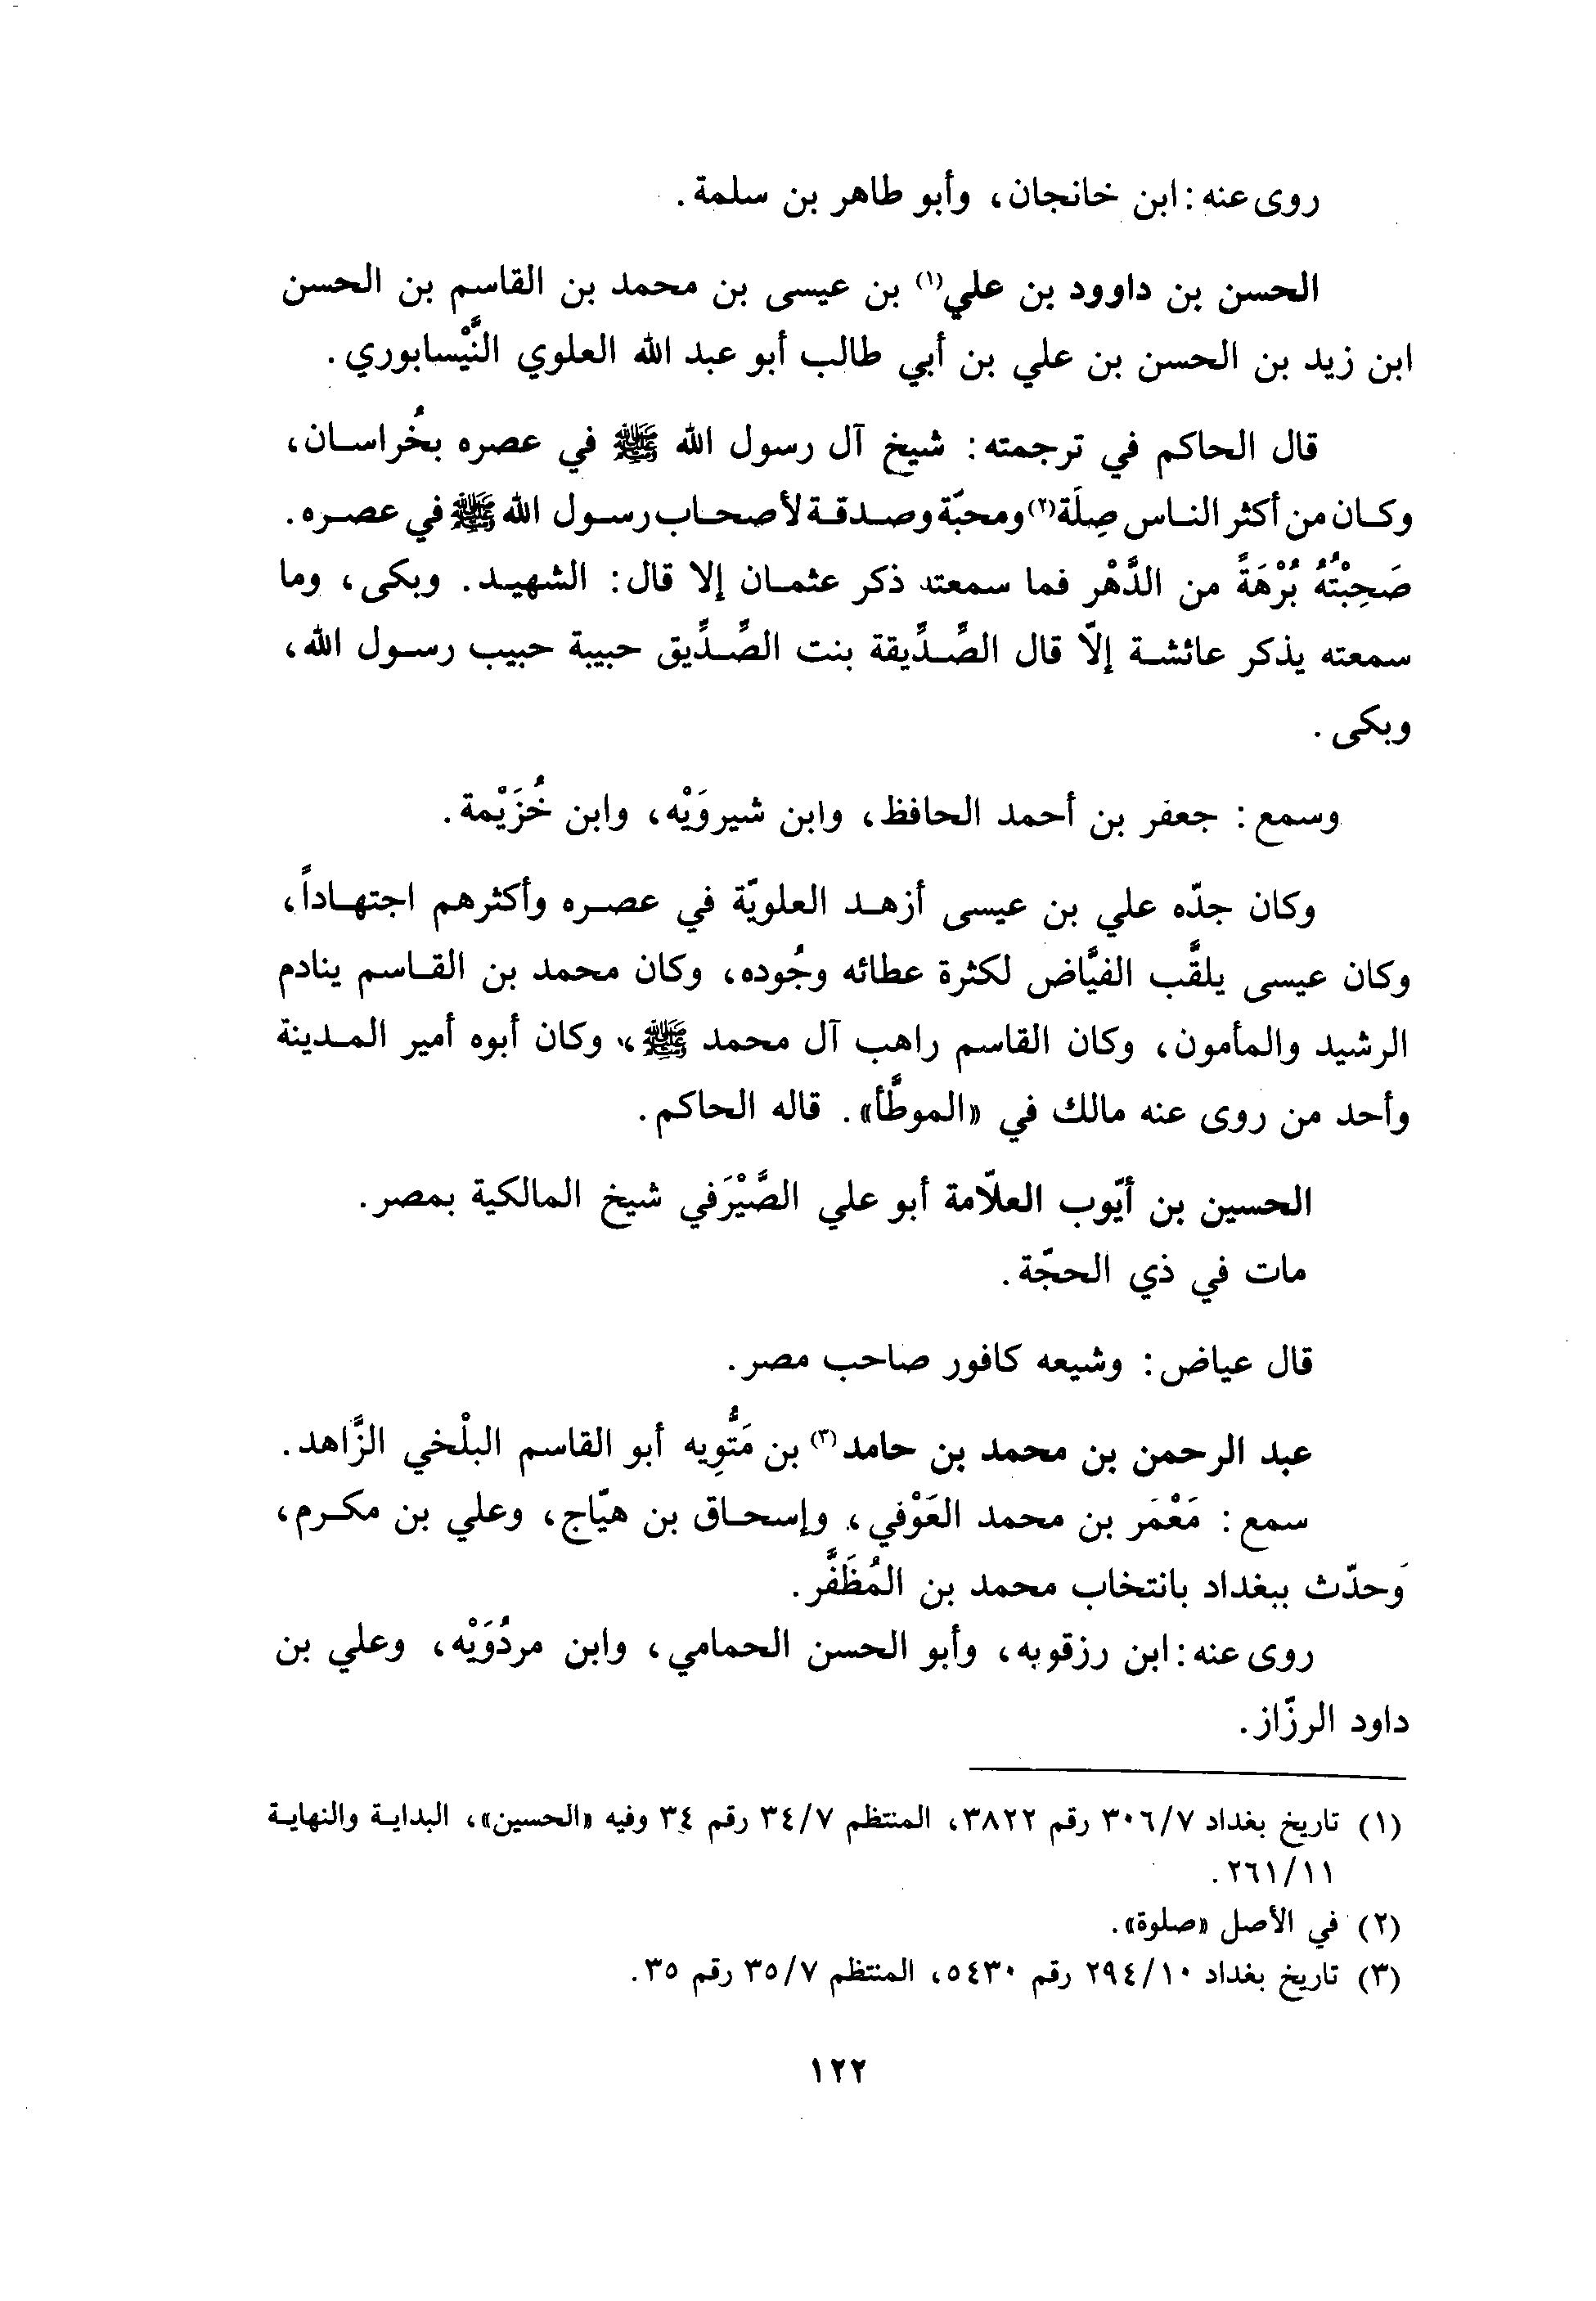 روى عنه: ابن خانجان، وأبو طاهر بن سلمة.
الحسن بن داوود بن علي(١) بن عيسى بن محمد بن القاسم بن الحسن
ابن زيد بن الحسن بن علي بن أبي طالب أبو عبد الله العلوي النَّيْسابوري.
قال الحاكم في ترجمته: شيخ آل رسول الله ﷺ في عصره بخُراسان،
وكان من أكثر الناس صِلَة(٢) ومحبّة وصدقة لأصحاب رسول الله ﷺ في عصره.
صَحِبْتُهُ بُرْهَةً من الدَّهْر فما سمعته ذكر عثمان إلا قال: الشهيد. وبكى، وما
سمعته يذكر عائشة إلاّ قال الصِّدِّيقة بنت الصِّدِّيق حبيبة حبيب رسول الله،
وبكى.
وسمع: جعفر بن أحمد الحافظ، وابن شيروَيْه، وابن خُزَيْمة.
وكان جدّه علي بن عيسى أزهد العلويّة في عصره وأكثرهم اجتهاداً،
وكان عيسى يلقَّب الفيَّاض لكثرة عطائه وجُوده، وكان محمد بن القاسم ينادم
الرشيد والمأمون، وكان القاسم راهب آل محمد ﷺ، وكان أبوه أمير المدينة
وأحد من روى عنه مالك في «الموطَّأ». قاله الحاكم.
الحسين بن أيّوب العلاّمة أبو علي الصَّيْرَفي شيخ المالكية بمصر.
مات في ذي الحجّة.
قال عياض: وشيعه كافور صاحب مصر.
عبد الرحمن بن محمد بن حامد(٣) بن مَتُّوِيه أبو القاسم البلْخي الزَّاهد.
سمع: مَعْمَر بن محمد العَوْفي، وإسحاق بن هيّاج، وعلي بن مكرم،
وَحدّث ببغداد بانتخاب محمد بن المُظَفَّر.
روى عنه: ابن رزقويه، وأبو الحسن الحمامي، وابن مردُوَيْه، وعلي بن
داود الرزّاز.
(١) تاريخ بغداد ٣٠٦/٧ رقم ٣٨٢٢، المنتظم ٣٤/٧ رقم ٣٤ وفيه «الحسين»، البداية والنهاية
٢٦١/١١.
(٢) في الأصل «صلوة».
(٣) تاريخ بغداد ٢٩٤/١٠ رقم ٥٤٣٠، المنتظم ٣٥/٧ رقم ٣٥.
١٢٢